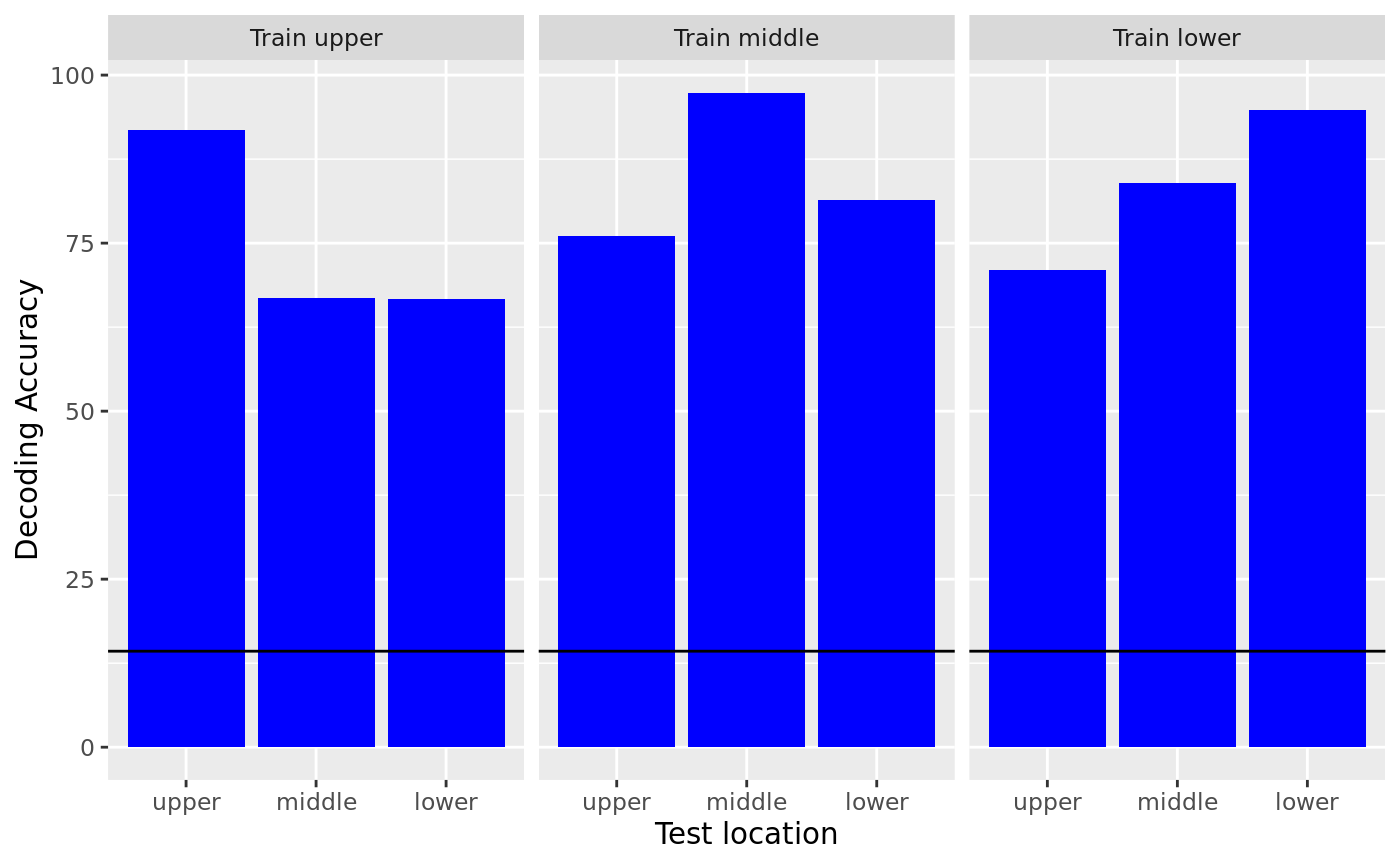 Train upper
Train middle
Train lower
Decoding Accuracy
100
75
50
25
0
upper middle lower
upper middle lower
upper middle lower
Test location